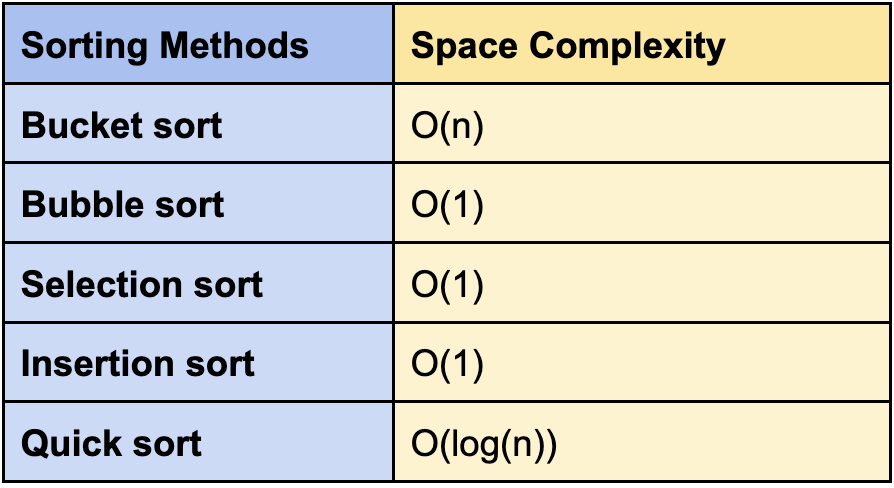 Sorting Methods Space Complexity
Bucket sort O(n)
Bubble sort O(1)
Selection sort O(1)
Insertion sort O(1)
Quick sort O(log(n))